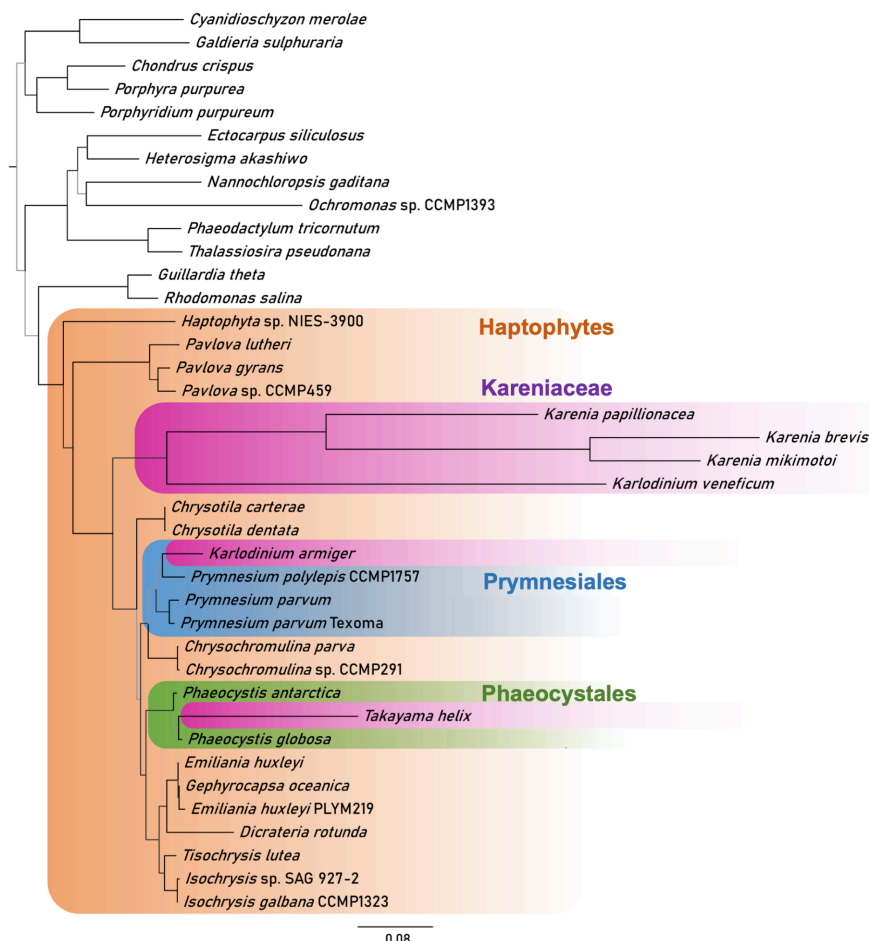 Cyanidioschyzon merolae
Galdieria sulphuraria
Chondrus crispus
Porphyra purpurea
Porphyridium purpureum
Ectocarpus siliculosus
Heterosigma akashiwo
Nannochloropsis gaditana
Ochromonas sp. CCMP1393
Phaeodactylum tricornutum
Thalassiosira pseudonana
Guillardia theta
Rhodomonas salina
Haptophyta sp. NIES-3900
Haptophytes
Pavlova lutheri
Pavlova gyrans
Pavlova sp. CCMP459
Kareniaceae
Karenia papillionacea
Karenia brevis
Karenia mikimotoi
Karlodinium veneficum
Chrysotila carterae
Chrysotila dentata
Karlodinium armiger
Prymnesium polylepis CCMP1757
Prymnesiales
Prymnesium parvum
Prymnesium parvum Texoma
Chrysochromulina parva
Chrysochromulina sp. CCMP291
Phaeocystis antarctica
Phaeocystales
Takayama helix
Phaeocystis globosa
Emiliania huxleyi
Gephyrocapsa oceanica
Emiliania huxleyi PLYM219
Dicrateria rotunda
Tisochrysis lutea
Isochrysis sp. SAG 927-2
Isochrysis galbana CCMP1323
0.08